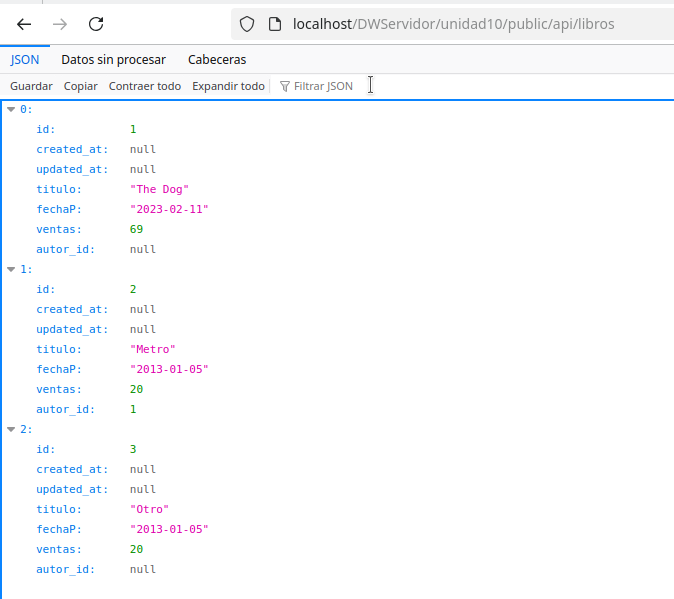 localhost/DWServidor/unidad10/public/api/libros
JSON Datos sin procesar Cabeceras
Guardar Copiar Contraer todo Expandir todo Filtrar JSON
0:
id: 1
created_at: null
updated_at: null
titulo: "The Dog"
fechaP: "2023-02-11"
ventas: 69
autor_id: null
1:
id: 2
created_at: null
updated_at: null
titulo: "Metro"
fechaP: "2013-01-05"
ventas: 20
autor_id: 1
2:
id: 3
created_at: null
updated_at: null
titulo: "Otro"
fechaP: "2013-01-05"
ventas: 20
autor_id: null